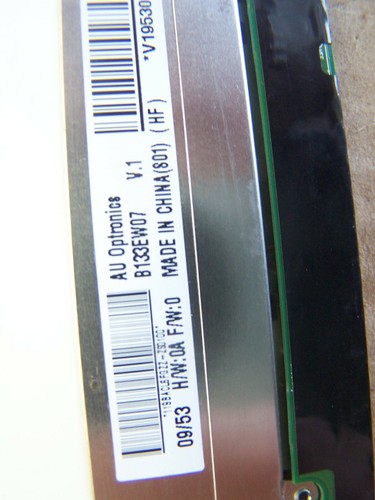 *V19530
AU Optronics
B133EW07 V.1
MADE IN CHINA(801) (HF)
H/W:0A F/W:0
09/53